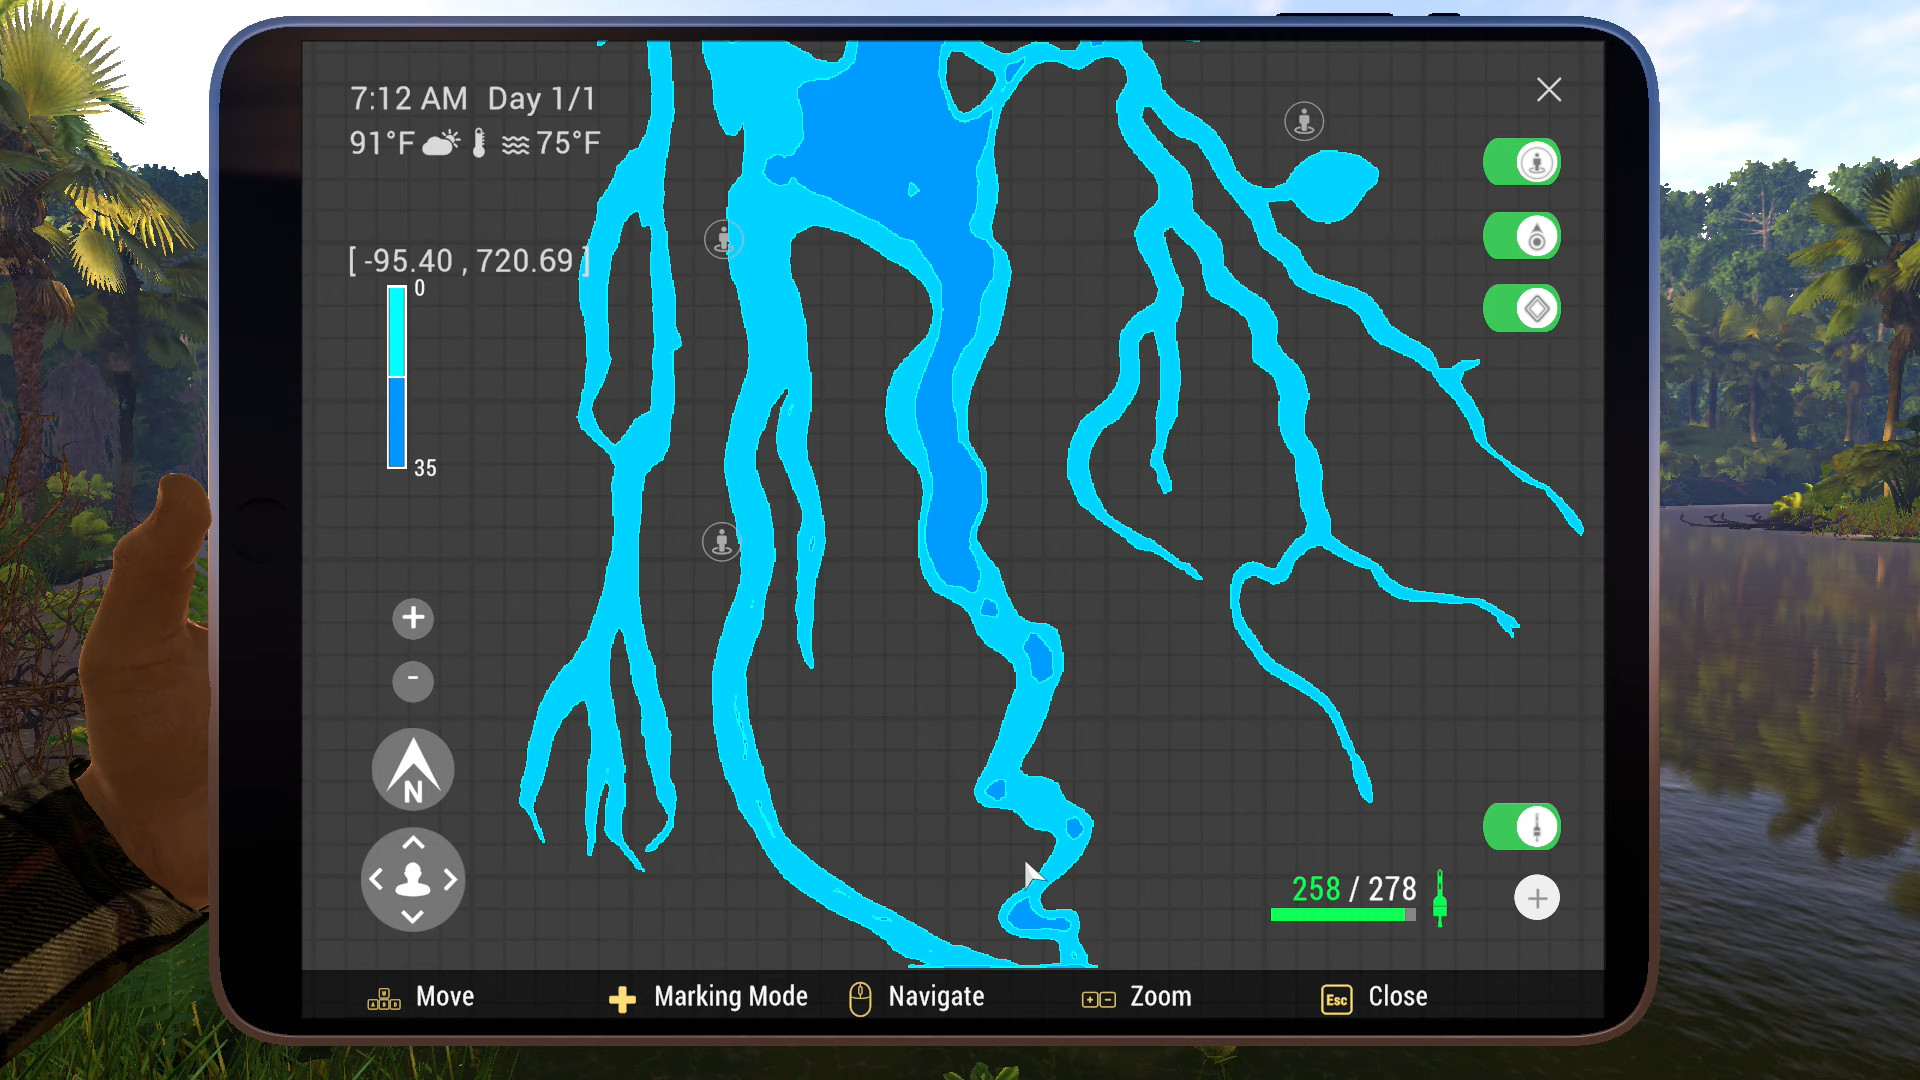 7:12 AM Day 1/1
91°F 75°F
[ -95.40 , 720.69 ]
0
35
+
-
N
258 / 278
+
Move
Marking Mode
Navigate
Zoom
Esc Close